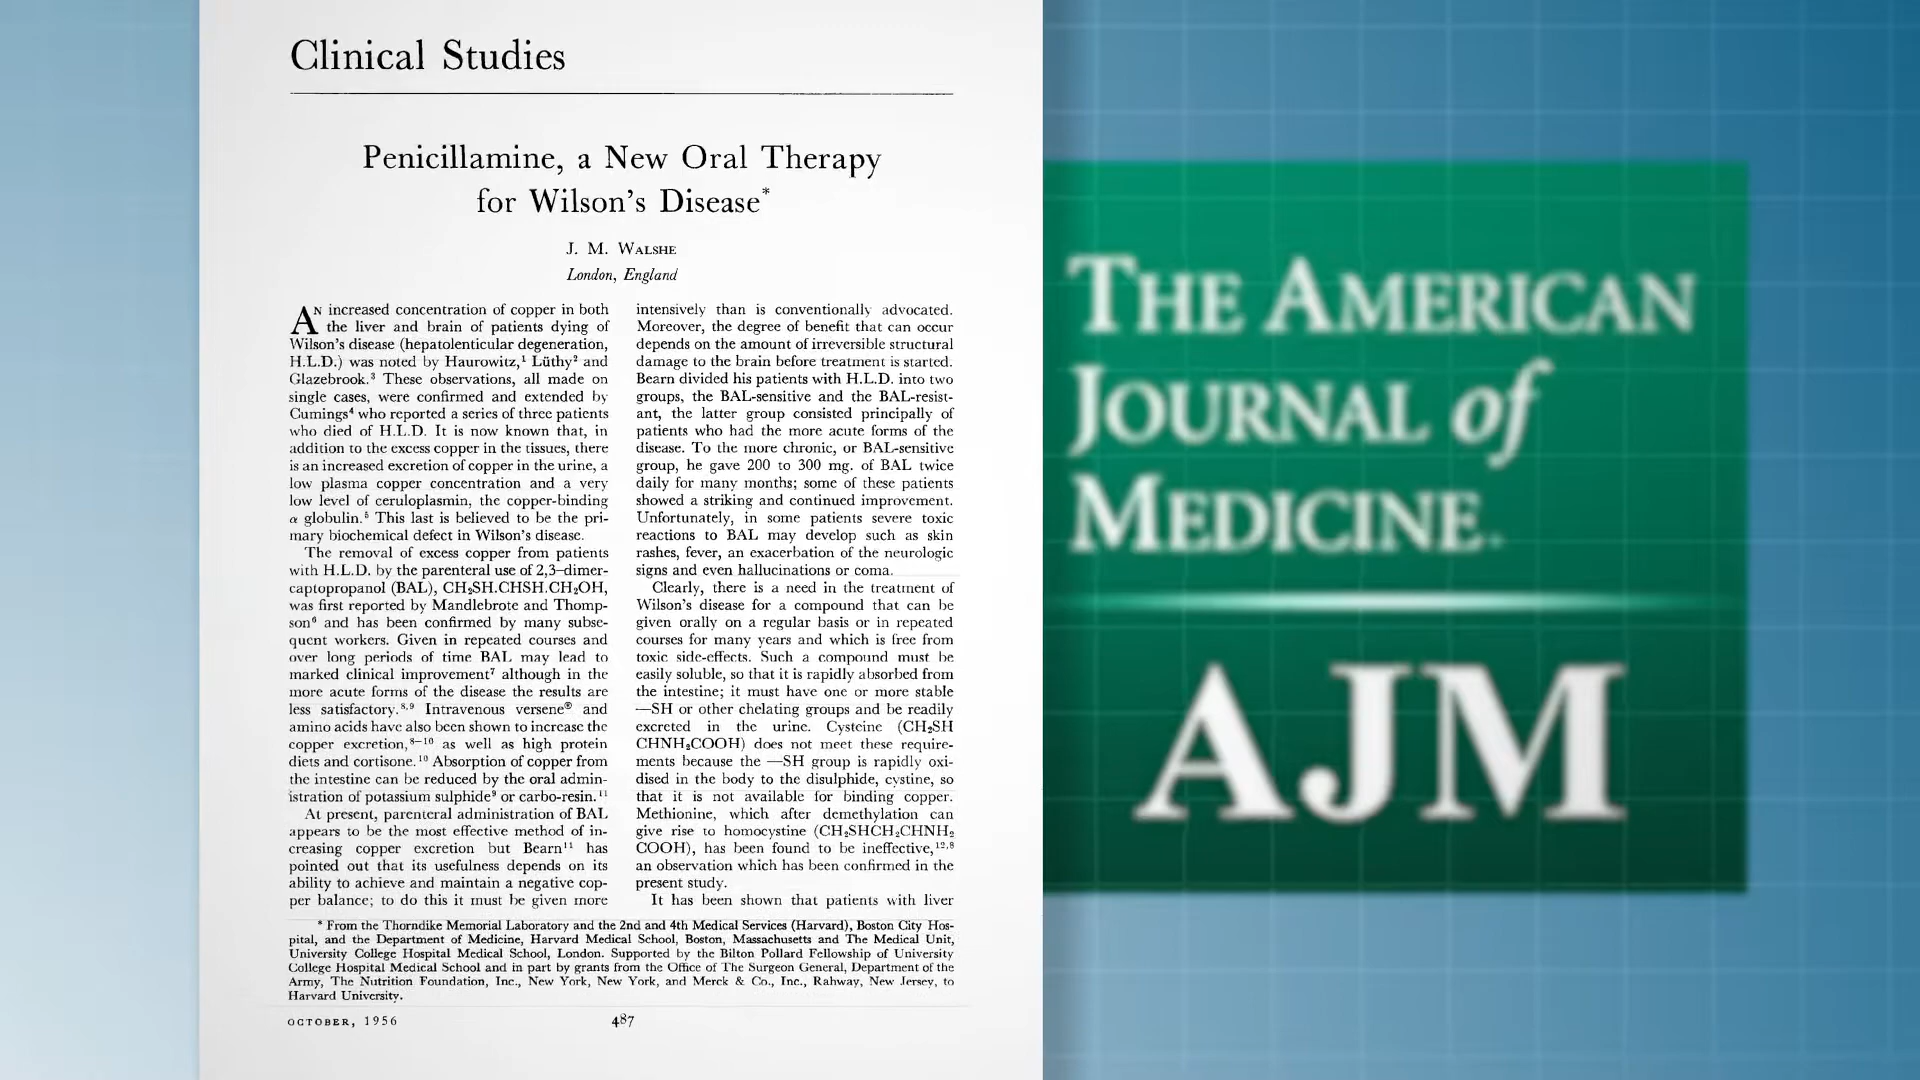 Clinical Studies
Penicillamine, a New Oral Therapy
for Wilson's Disease*
J. M. WALSHE
London, England
AN increased concentration of copper in both
the liver and brain of patients dying of
Wilson's disease (hepatolenticular degeneration,
H.L.D.) was noted by Haurowitz,¹ Lüthy² and
Glazebrook.³ These observations, all made on
single cases, were confirmed and extended by
Cumings⁴ who reported a series of three patients
who died of H.L.D. It is now known that, in
addition to the excess copper in the tissues, there
is an increased excretion of copper in the urine, a
low plasma copper concentration and a very
low level of ceruloplasmin, the copper-binding
α globulin.⁵ This last is believed to be the pri-
mary biochemical defect in Wilson's disease.
The removal of excess copper from patients
with H.L.D. by the parenteral use of 2,3-dimer-
captopropanol (BAL), CH₂SH.CHSH.CH₂OH,
was first reported by Mandlebrote and Thomp-
son⁶ and has been confirmed by many subse-
quent workers. Given in repeated courses and
over long periods of time BAL may lead to
marked clinical improvement⁷ although in the
more acute forms of the disease the results are
less satisfactory.⁸,⁹ Intravenous versene® and
amino acids have also been shown to increase the
copper excretion,⁸⁻¹⁰ as well as high protein
diets and cortisone.¹⁰ Absorption of copper from
the intestine can be reduced by the oral admin-
istration of potassium sulphide⁹ or carbo-resin.¹¹
At present, parenteral administration of BAL
appears to be the most effective method of in-
creasing copper excretion but Bearn¹¹ has
pointed out that its usefulness depends on its
ability to achieve and maintain a negative cop-
per balance; to do this it must be given more
intensively than is conventionally advocated.
Moreover, the degree of benefit that can occur
depends on the amount of irreversible structural
damage to the brain before treatment is started.
Bearn divided his patients with H.L.D. into two
groups, the BAL-sensitive and the BAL-resist-
ant, the latter group consisted principally of
patients who had the more acute forms of the
disease. To the more chronic, or BAL-sensitive
group, he gave 200 to 300 mg. of BAL twice
daily for many months; some of these patients
showed a striking and continued improvement.
Unfortunately, in some patients severe toxic
reactions to BAL may develop such as skin
rashes, fever, an exacerbation of the neurologic
signs and even hallucinations or coma.
Clearly, there is a need in the treatment of
Wilson's disease for a compound that can be
given orally on a regular basis or in repeated
courses for many years and which is free from
toxic side-effects. Such a compound must be
easily soluble, so that it is rapidly absorbed from
the intestine; it must have one or more stable
—SH or other chelating groups and be readily
excreted in the urine. Cysteine (CH₂SH
CHNH₂COOH) does not meet these require-
ments because the —SH group is rapidly oxi-
dised in the body to the disulphide, cystine, so
that it is not available for binding copper.
Methionine, which after demethylation can
give rise to homocystine (CH₂SHCH₂CHNH₂
COOH), has been found to be ineffective,¹²,⁸
an observation which has been confirmed in the
present study.
It has been shown that patients with liver
* From the Thorndike Memorial Laboratory and the 2nd and 4th Medical Services (Harvard), Boston City Hos-
pital, and the Department of Medicine, Harvard Medical School, Boston, Massachusetts and The Medical Unit,
University College Hospital Medical School, London. Supported by the Bilton Pollard Fellowship of University
College Hospital Medical School and in part by grants from the Office of The Surgeon General, Department of the
Army, The Nutrition Foundation, Inc., New York, New York, and Merck & Co., Inc., Rahway, New Jersey, to
Harvard University.
OCTOBER, 1956
487
THE AMERICAN
JOURNAL of
MEDICINE.
AJM